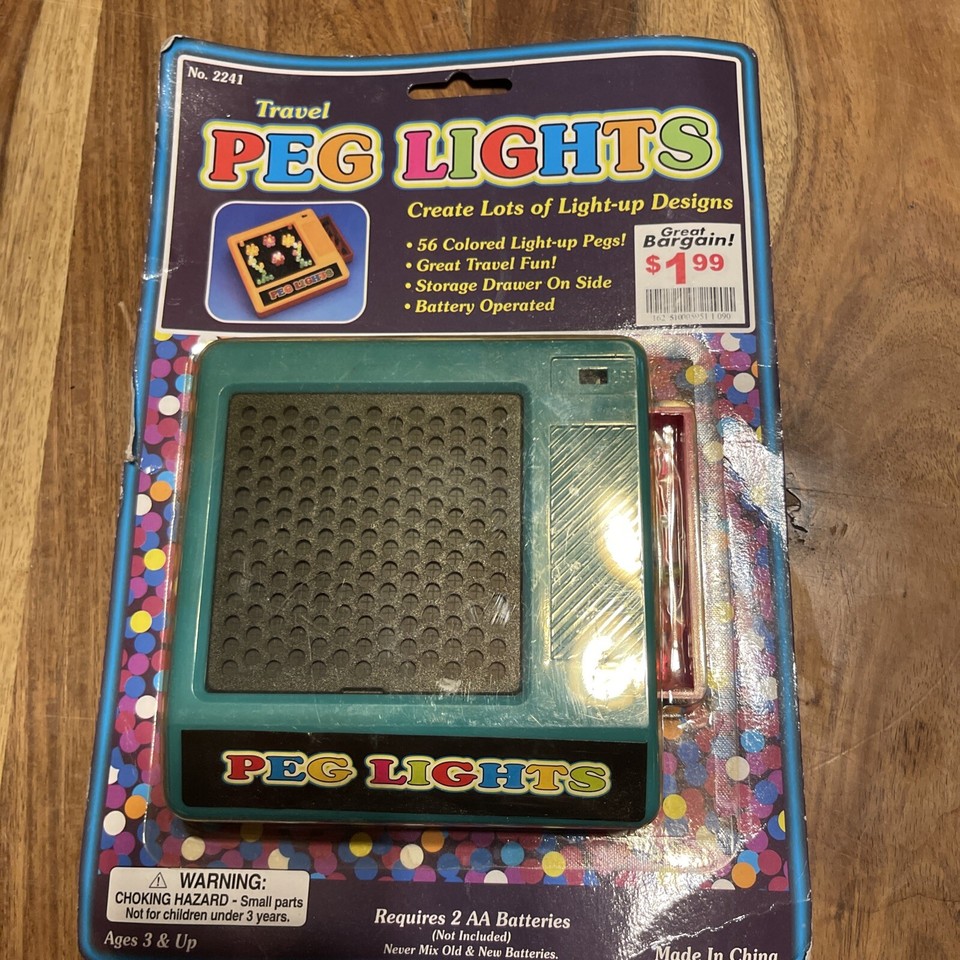 No. 2241
Travel
PEG LIGHTS
Create Lots of Light-up Designs
• 56 Colored Light-up Pegs!
• Great Travel Fun!
• Storage Drawer On Side
• Battery Operated
PEG LIGHTS
Great
Bargain!
$1 99
PEG LIGHTS
WARNING:
CHOKING HAZARD - Small parts
Not for children under 3 years.
Ages 3 & Up
Requires 2 AA Batteries
(Not Included)
Never Mix Old & New Batteries.
Made In China